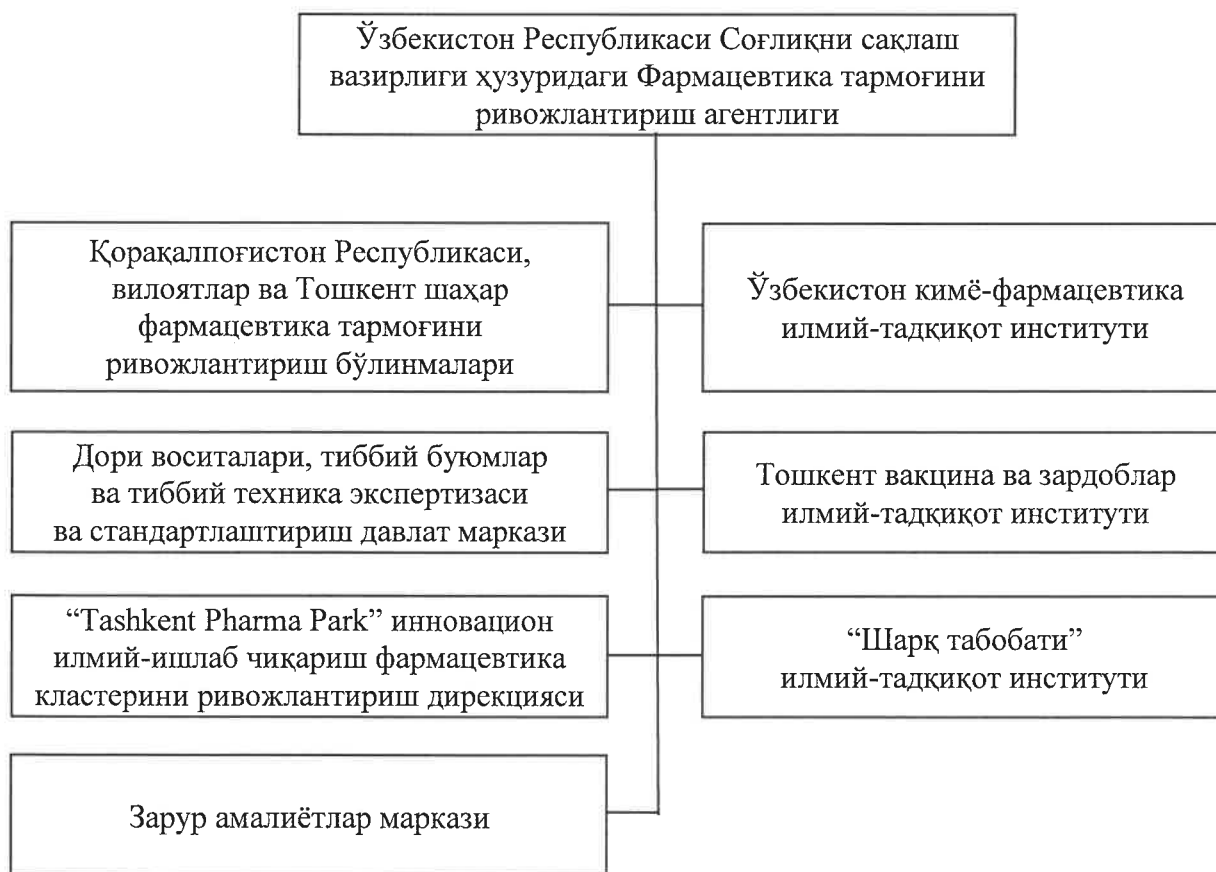 Ўзбекистон Республикаси Соғлиқни сақлаш
вазирлиги ҳузуридаги Фармацевтика тармоғини
ривожлантириш агентлиги
Қорақалпоғистон Республикаси,
вилоятлар ва Тошкент шаҳар
фармацевтика тармоғини
ривожлантириш бўлинмалари
Ўзбекистон кимё-фармацевтика
илмий-тадқиқот институти
Дори воситалари, тиббий буюмлар
ва тиббий техника экспертизаси
ва стандартлаштириш давлат маркази
Тошкент вакцина ва зардоблар
илмий-тадқиқот институти
“Tashkent Pharma Park” инновацион
илмий-ишлаб чиқариш фармацевтика
кластерини ривожлантириш дирекцияси
“Шарқ табобати”
илмий-тадқиқот институти
Зарур амалиётлар маркази